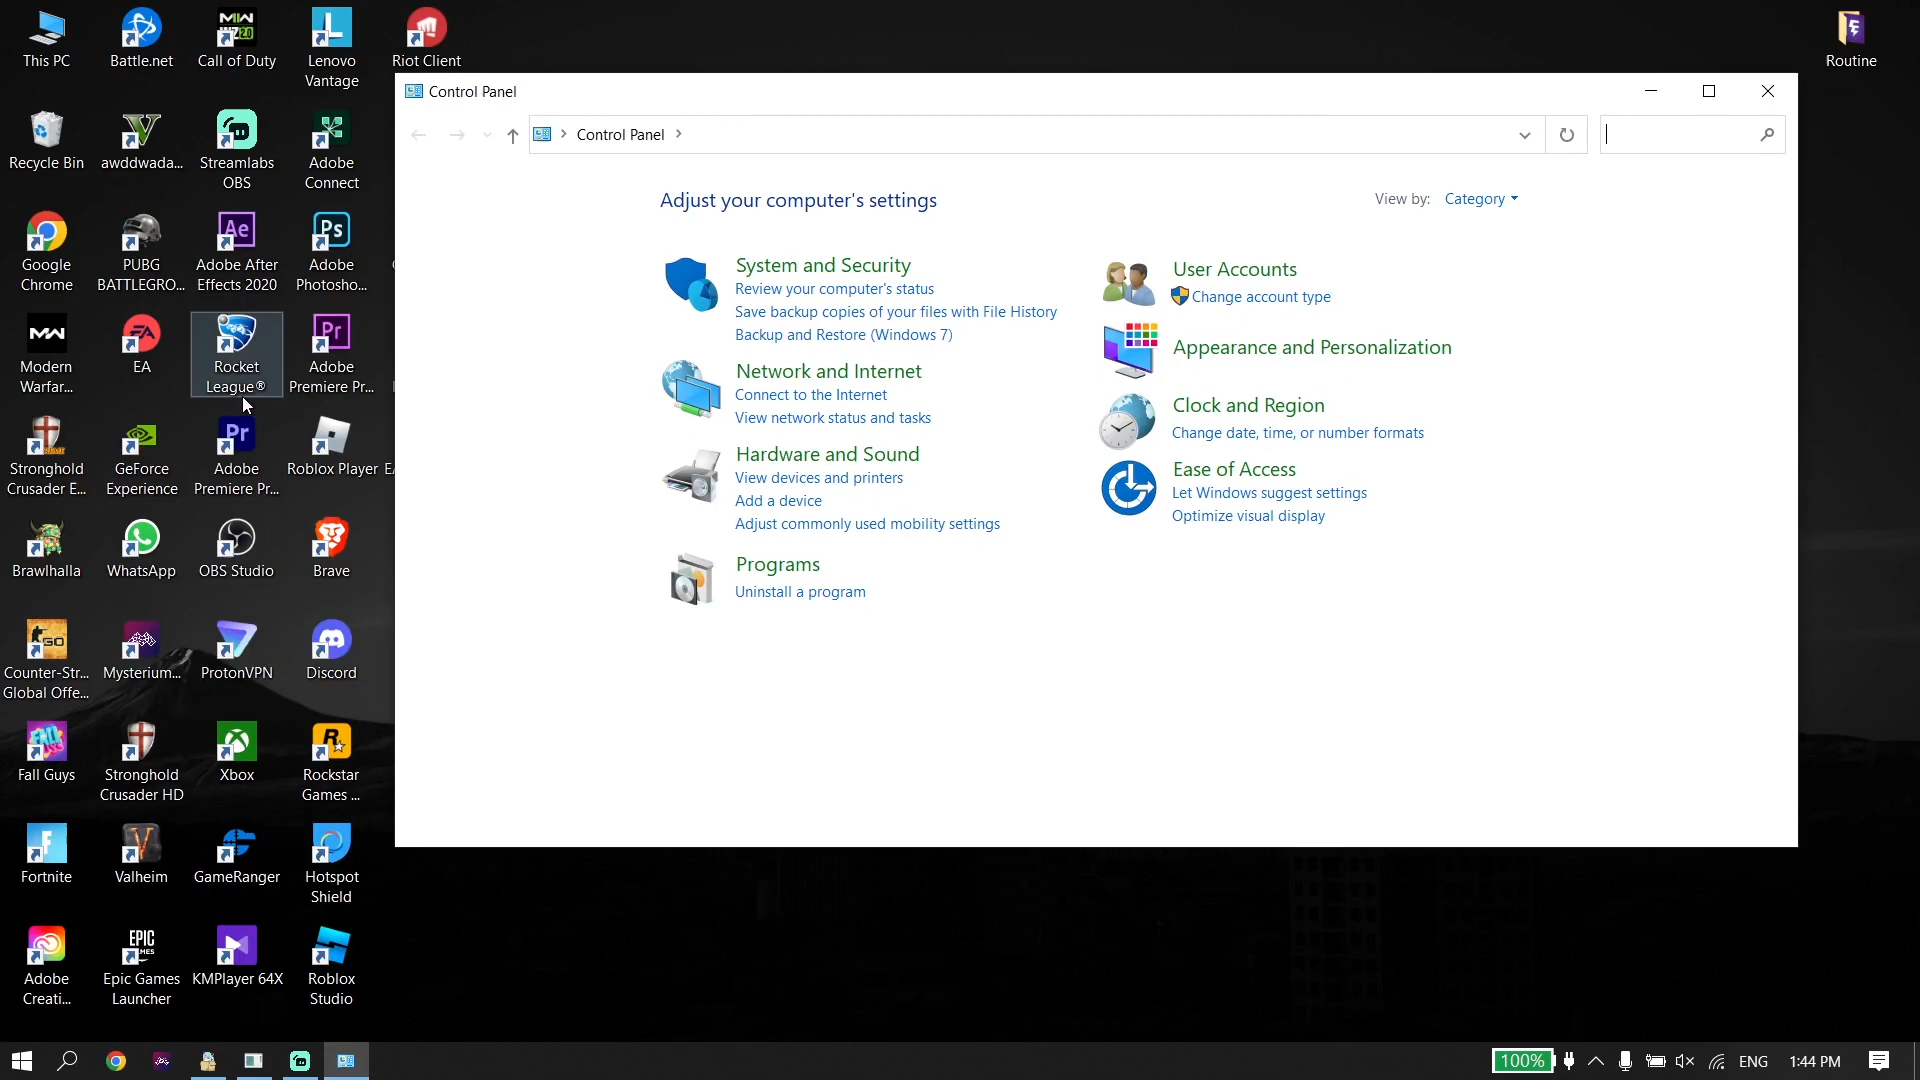 This PC
Battle.net
Call of Duty
Lenovo
Vantage
Riot Client
Routine
Recycle Bin
awddwada...
Streamlabs
OBS
Adobe
Connect
Google
Chrome
PUBG
BATTLEGRO...
Adobe After
Effects 2020
Adobe
Photosho...
Modern
Warfar...
EA
Rocket
League®
Adobe
Premiere Pr...
Stronghold
Crusader E...
GeForce
Experience
Adobe
Premiere Pr...
Roblox Player
Brawlhalla
WhatsApp
OBS Studio
Brave
Counter-Str...
Global Offe...
Mysterium...
ProtonVPN
Discord
Fall Guys
Stronghold
Crusader HD
Xbox
Rockstar
Games ...
Fortnite
Valheim
GameRanger
Hotspot
Shield
Adobe
Creati...
Epic Games
Launcher
KMPlayer 64X
Roblox
Studio
Control Panel
Control Panel
Adjust your computer's settings
View by: Category
System and Security
Review your computer's status
Save backup copies of your files with File History
Backup and Restore (Windows 7)
Network and Internet
Connect to the Internet
View network status and tasks
Hardware and Sound
View devices and printers
Add a device
Adjust commonly used mobility settings
Programs
Uninstall a program
User Accounts
Change account type
Appearance and Personalization
Clock and Region
Change date, time, or number formats
Ease of Access
Let Windows suggest settings
Optimize visual display
100%
ENG
1:44 PM